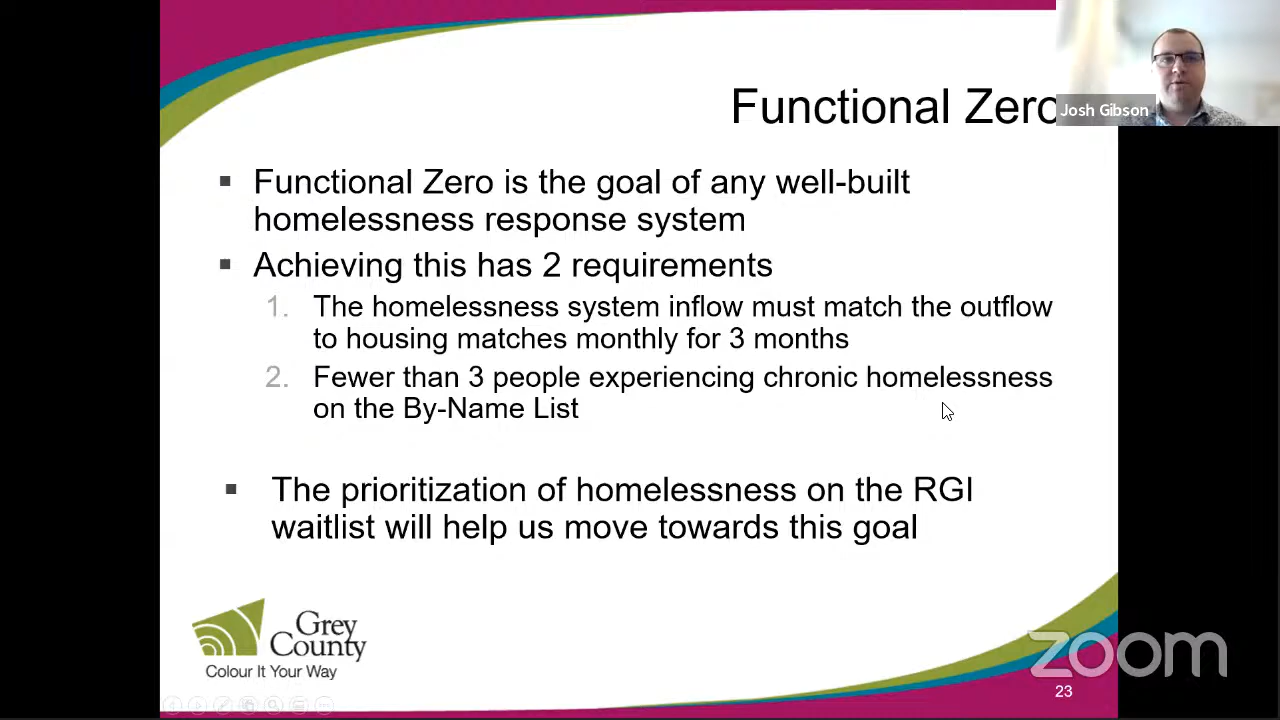 Functional Zero
Josh Gibson
▪ Functional Zero is the goal of any well-built
homelessness response system
▪ Achieving this has 2 requirements
1. The homelessness system inflow must match the outflow
to housing matches monthly for 3 months
2. Fewer than 3 people experiencing chronic homelessness
on the By-Name List
▪ The prioritization of homelessness on the RGI
waitlist will help us move towards this goal
Grey
County
Colour It Your Way
zoom
23